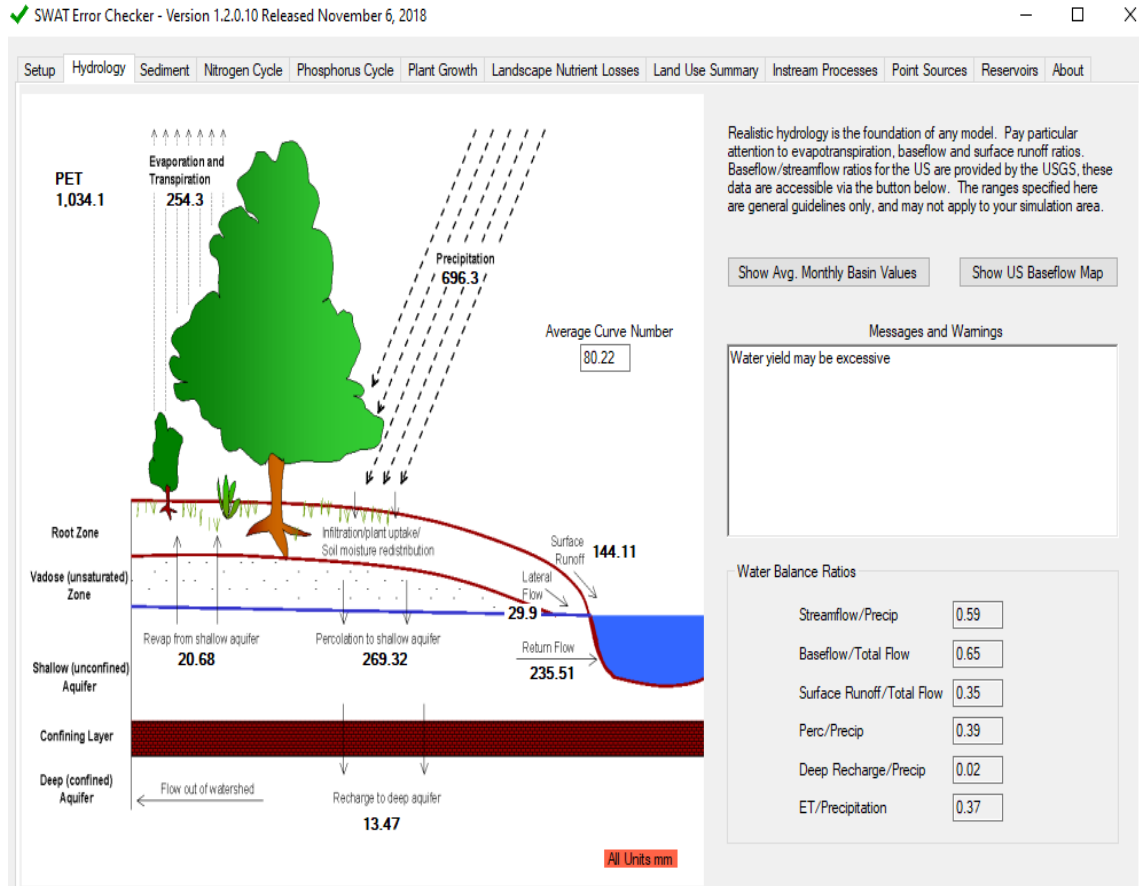 SWAT Error Checker - Version 1.2.0.10 Released November 6, 2018
Setup Hydrology Sediment Nitrogen Cycle Phosphorus Cycle Plant Growth Landscape Nutrient Losses Land Use Summary Instream Processes Point Sources Reservoirs About
PET
1,034.1
Evaporation and
Transpiration
254.3
Precipitation
696.3
Average Curve Number
80.22
Root Zone
Infiltration/plant uptake/
Soil moisture redistribution
Surface
Runoff
144.11
Vadose (unsaturated)
Zone
Lateral
Flow
29.9
Revap from shallow aquifer
20.68
Percolation to shallow aquifer
269.32
Return Flow
235.51
Shallow (unconfined)
Aquifer
Confining Layer
Deep (confined)
Aquifer
Flow out of watershed
Recharge to deep aquifer
13.47
All Units mm
Realistic hydrology is the foundation of any model. Pay particular
attention to evapotranspiration, baseflow and surface runoff ratios.
Baseflow/streamflow ratios for the US are provided by the USGS, these
data are accessible via the button below. The ranges specified here
are general guidelines only, and may not apply to your simulation area.
Show Avg. Monthly Basin Values
Show US Baseflow Map
Messages and Warnings
Water yield may be excessive
Water Balance Ratios
Streamflow/Precip 0.59
Baseflow/Total Flow 0.65
Surface Runoff/Total Flow 0.35
Perc/Precip 0.39
Deep Recharge/Precip 0.02
ET/Precipitation 0.37